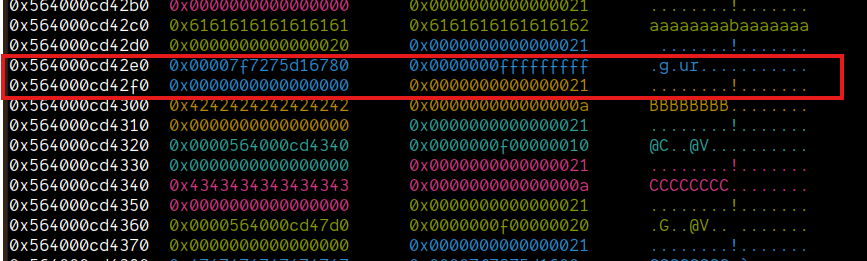 0x564000cd42b0 0x0000000000000000 0x0000000000000021 ........!.......
0x564000cd42c0 0x6161616161616161 0x6161616161616162 aaaaaaaabaaaaaaa
0x564000cd42d0 0x0000000000000020 0x0000000000000021 .......!.......
0x564000cd42e0 0x00007f7275d16780 0x0000000fffffffff .g.ur...........
0x564000cd42f0 0x0000000000000000 0x0000000000000021 ........!.......
0x564000cd4300 0x4242424242424242 0x000000000000000a BBBBBBBB........
0x564000cd4310 0x0000000000000000 0x0000000000000021 ........!.......
0x564000cd4320 0x0000564000cd4340 0x0000000f00000010 @C..@V..........
0x564000cd4330 0x0000000000000000 0x0000000000000021 ........!.......
0x564000cd4340 0x4343434343434343 0x000000000000000a CCCCCCCC........
0x564000cd4350 0x0000000000000000 0x0000000000000021 ........!.......
0x564000cd4360 0x0000564000cd47d0 0x0000000f00000020 .G..@V..........
0x564000cd4370 0x0000000000000000 0x0000000000000021 ........!.......